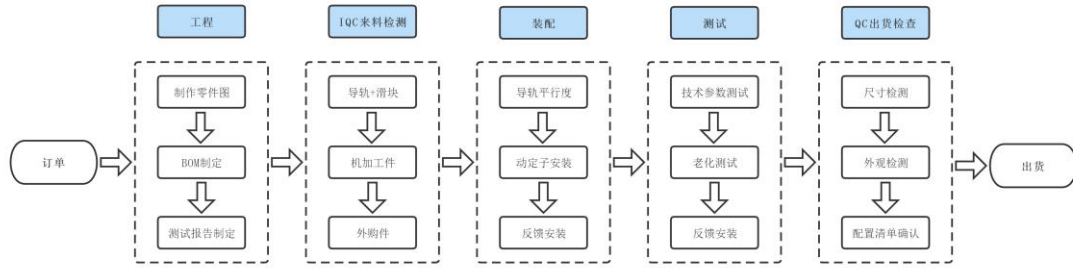 工程
IQC来料检测
装配
测试
QC出货检查
制作零件图
导轨+滑块
导轨平行度
技术参数测试
尺寸检测
订单
BOM制定
机加工件
动定子安装
老化测试
外观检测
出货
测试报告制定
外购件
反馈安装
反馈安装
配置清单确认